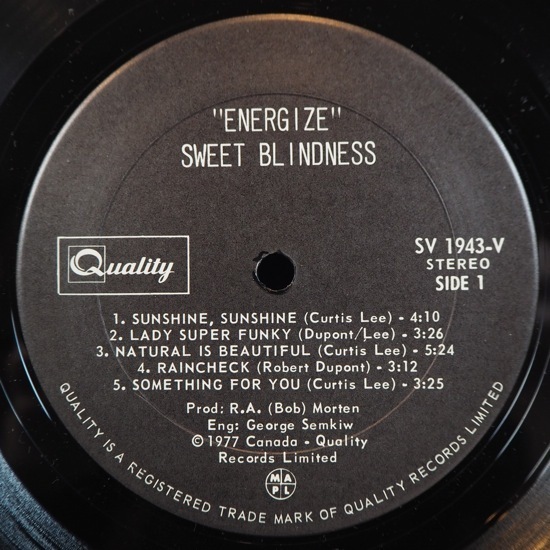 "ENERGIZE"
SWEET BLINDNESS
Quality
SV 1943-V
STEREO
SIDE 1
1. SUNSHINE, SUNSHINE (Curtis Lee) - 4:10
2. LADY SUPER FUNKY (Dupont/Lee) - 3:26
3. NATURAL IS BEAUTIFUL (Curtis Lee) - 5:24
4. RAINCHECK (Robert Dupont) - 3:12
5. SOMETHING FOR YOU (Curtis Lee) - 3:25
Prod: R.A. (Bob) Morten
Eng: George Semkiw
©1977 Canada - Quality
Records Limited
M A
P L
QUALITY IS A REGISTERED TRADE MARK OF QUALITY RECORDS LIMITED